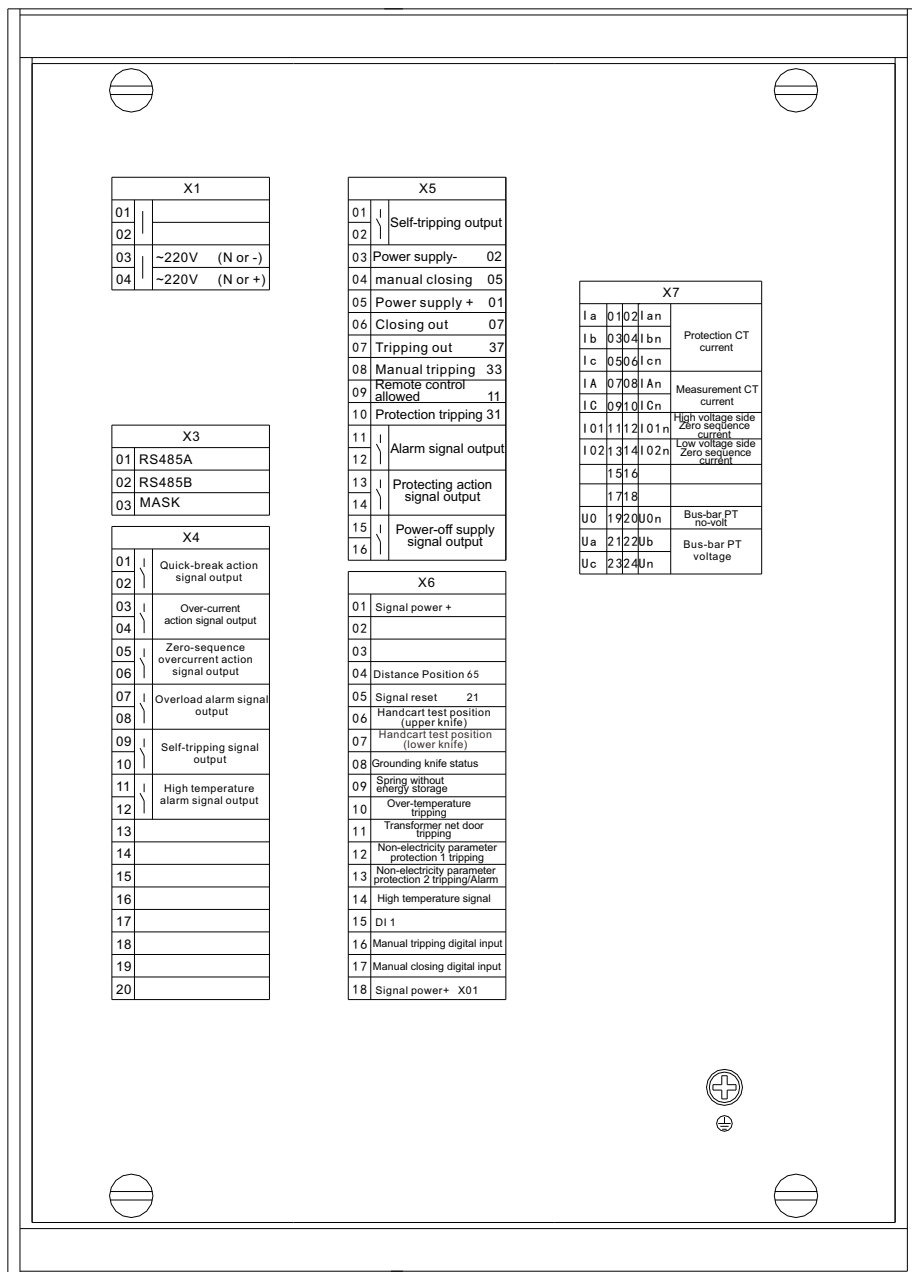 X1
01
02
03 ~220V (N or -)
04 ~220V (N or +)
X3
01 RS485A
02 RS485B
03 MASK
X4
01 Quick-break action
02 signal output
03 Over-current
04 action signal output
05 Zero-sequence
overcurrent action
06 signal output
07 Overload alarm signal
08 output
09 Self-tripping signal
10 output
11 High temperature
12 alarm signal output
13
14
15
16
17
18
19
20
X5
01 Self-tripping output
02
03 Power supply- 02
04 manual closing 05
05 Power supply + 01
06 Closing out 07
07 Tripping out 37
08 Manual tripping 33
09 Remote control
allowed 11
10 Protection tripping 31
11 Alarm signal output
12
13 Protecting action
14 signal output
15 Power-off supply
16 signal output
X6
01 Signal power +
02
03
04 Distance Position 65
05 Signal reset 21
06 Handcart test position
(upper knife)
07 Handcart test position
(lower knife)
08 Grounding knife status
09 Spring without
energy storage
10 Over-temperature
tripping
11 Transformer net door
tripping
12 Non-electricity parameter
protection 1 tripping
13 Non-electricity parameter
protection 2 tripping/Alarm
14 High temperature signal
15 DI 1
16 Manual tripping digital input
17 Manual closing digital input
18 Signal power+ X01
X7
Ia 01 02 Ian
Ib 03 04 Ibn Protection CT
current
Ic 05 06 Icn
IA 07 08 IAn Measurement CT
IC 09 10 ICn current
I01 11 12 I01n High voltage side
Zero sequence
current
I02 13 14 I02n Low voltage side
Zero sequence
current
15 16
17 18
U0 19 20 U0n Bus-bar PT
no-volt
Ua 21 22 Ub Bus-bar PT
Uc 23 24 Un voltage